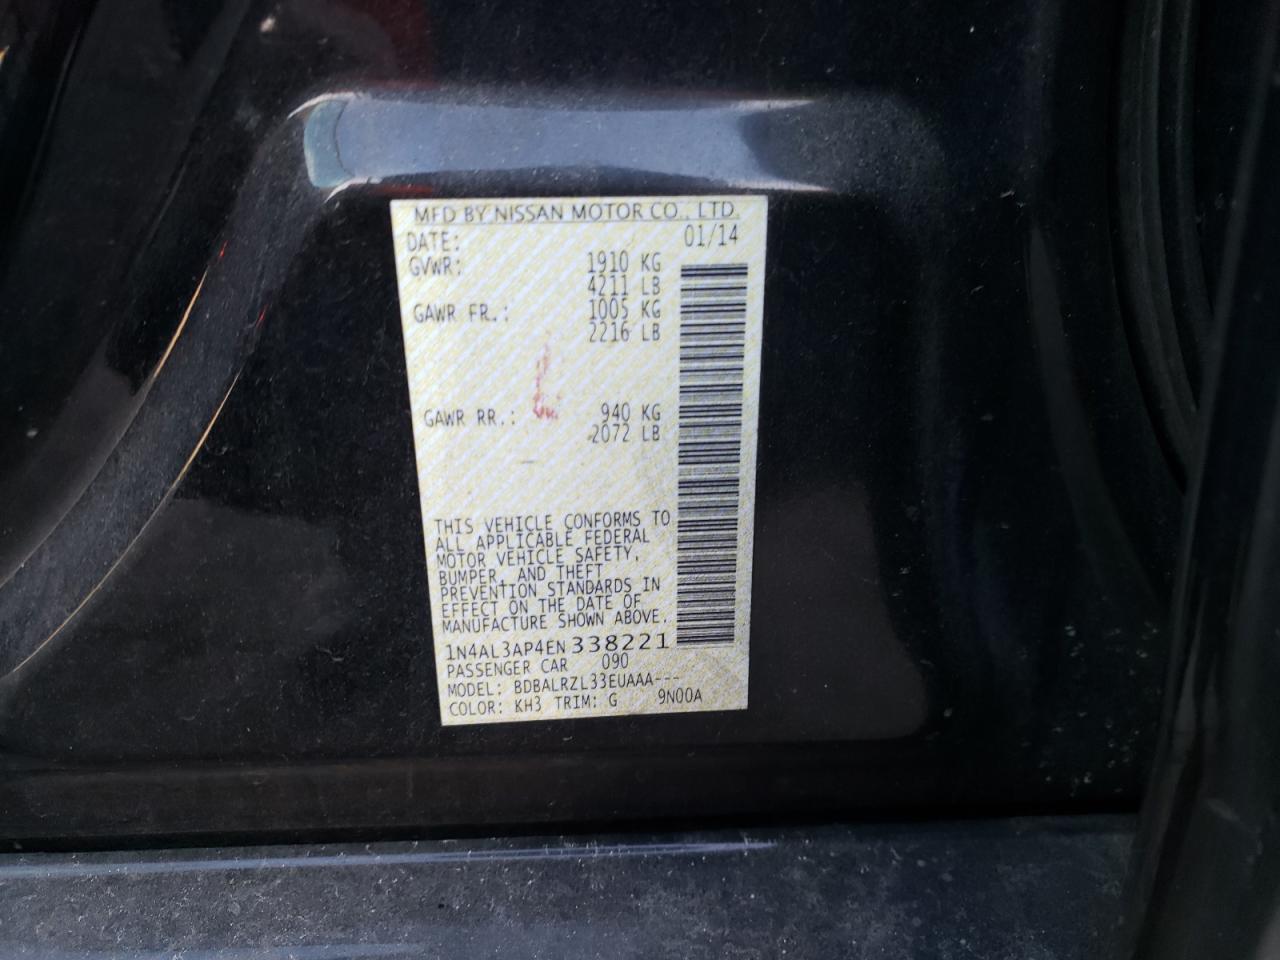 MFD BY NISSAN MOTOR CO., LTD.
DATE: 01/14
GVWR: 1910 KG
4211 LB
GAWR FR.: 1005 KG
2216 LB
GAWR RR.: 940 KG
2072 LB
THIS VEHICLE CONFORMS TO
ALL APPLICABLE FEDERAL
MOTOR VEHICLE SAFETY,
BUMPER, AND THEFT
PREVENTION STANDARDS IN
EFFECT ON THE DATE OF
MANUFACTURE SHOWN ABOVE.
1N4AL3AP4EN 338221
PASSENGER CAR 090
MODEL: BDBALRZL33EUAAA---
COLOR: KH3 TRIM: G 9N00A